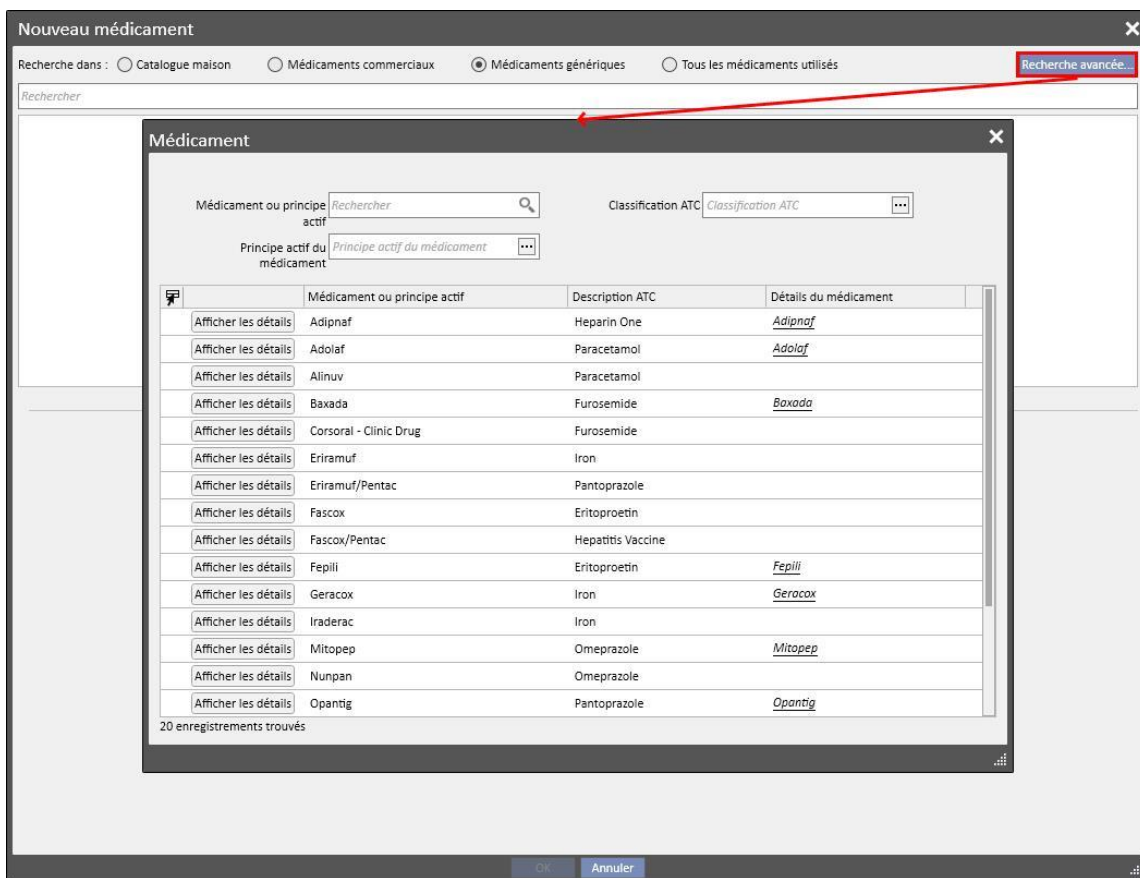 Nouveau médicament
Recherche dans : Catalogue maison Médicaments commerciaux Médicaments génériques Tous les médicaments utilisés Recherche avancée...
Rechercher
Médicament
Médicament ou principe actif Rechercher Classification ATC Classification ATC
Principe actif du médicament Principe actif du médicament
Médicament ou principe actif Description ATC Détails du médicament
Afficher les détails Adipnaf Heparin One Adipnaf
Afficher les détails Adolaf Paracetamol Adolaf
Afficher les détails Alinuv Paracetamol
Afficher les détails Baxada Furosemide Baxada
Afficher les détails Corsoral - Clinic Drug Furosemide
Afficher les détails Eriramuf Iron
Afficher les détails Eriramuf/Pentac Pantoprazole
Afficher les détails Fascox Eritoproetin
Afficher les détails Fascox/Pentac Hepatitis Vaccine
Afficher les détails Fepili Eritoproetin Fepili
Afficher les détails Geracox Iron Geracox
Afficher les détails Iraderac Iron
Afficher les détails Mitopep Omeprazole Mitopep
Afficher les détails Nunpan Omeprazole
Afficher les détails Opantig Pantoprazole Opantig
20 enregistrements trouvés
OK Annuler